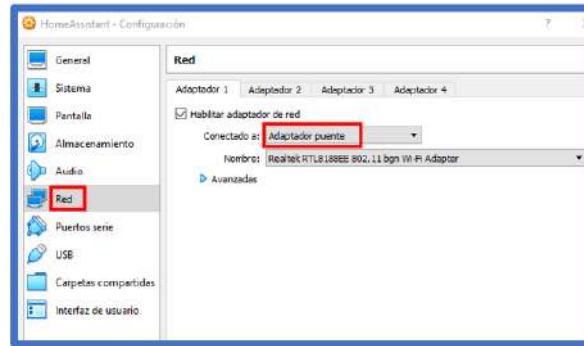 HomeAssistant - Configuración
?
General
Sistema
Pantalla
Almacenamiento
Audio
Red
Puertos serie
USB
Carpetas compartidas
Interfaz de usuario
Red
Adaptador 1 Adaptador 2 Adaptador 3 Adaptador 4
Habilitar adaptador de red
Conectado a: Adaptador puente
Nombre: Realtek RTL8188EE 802.11 bgn Wi-Fi Adapter
Avanzadas